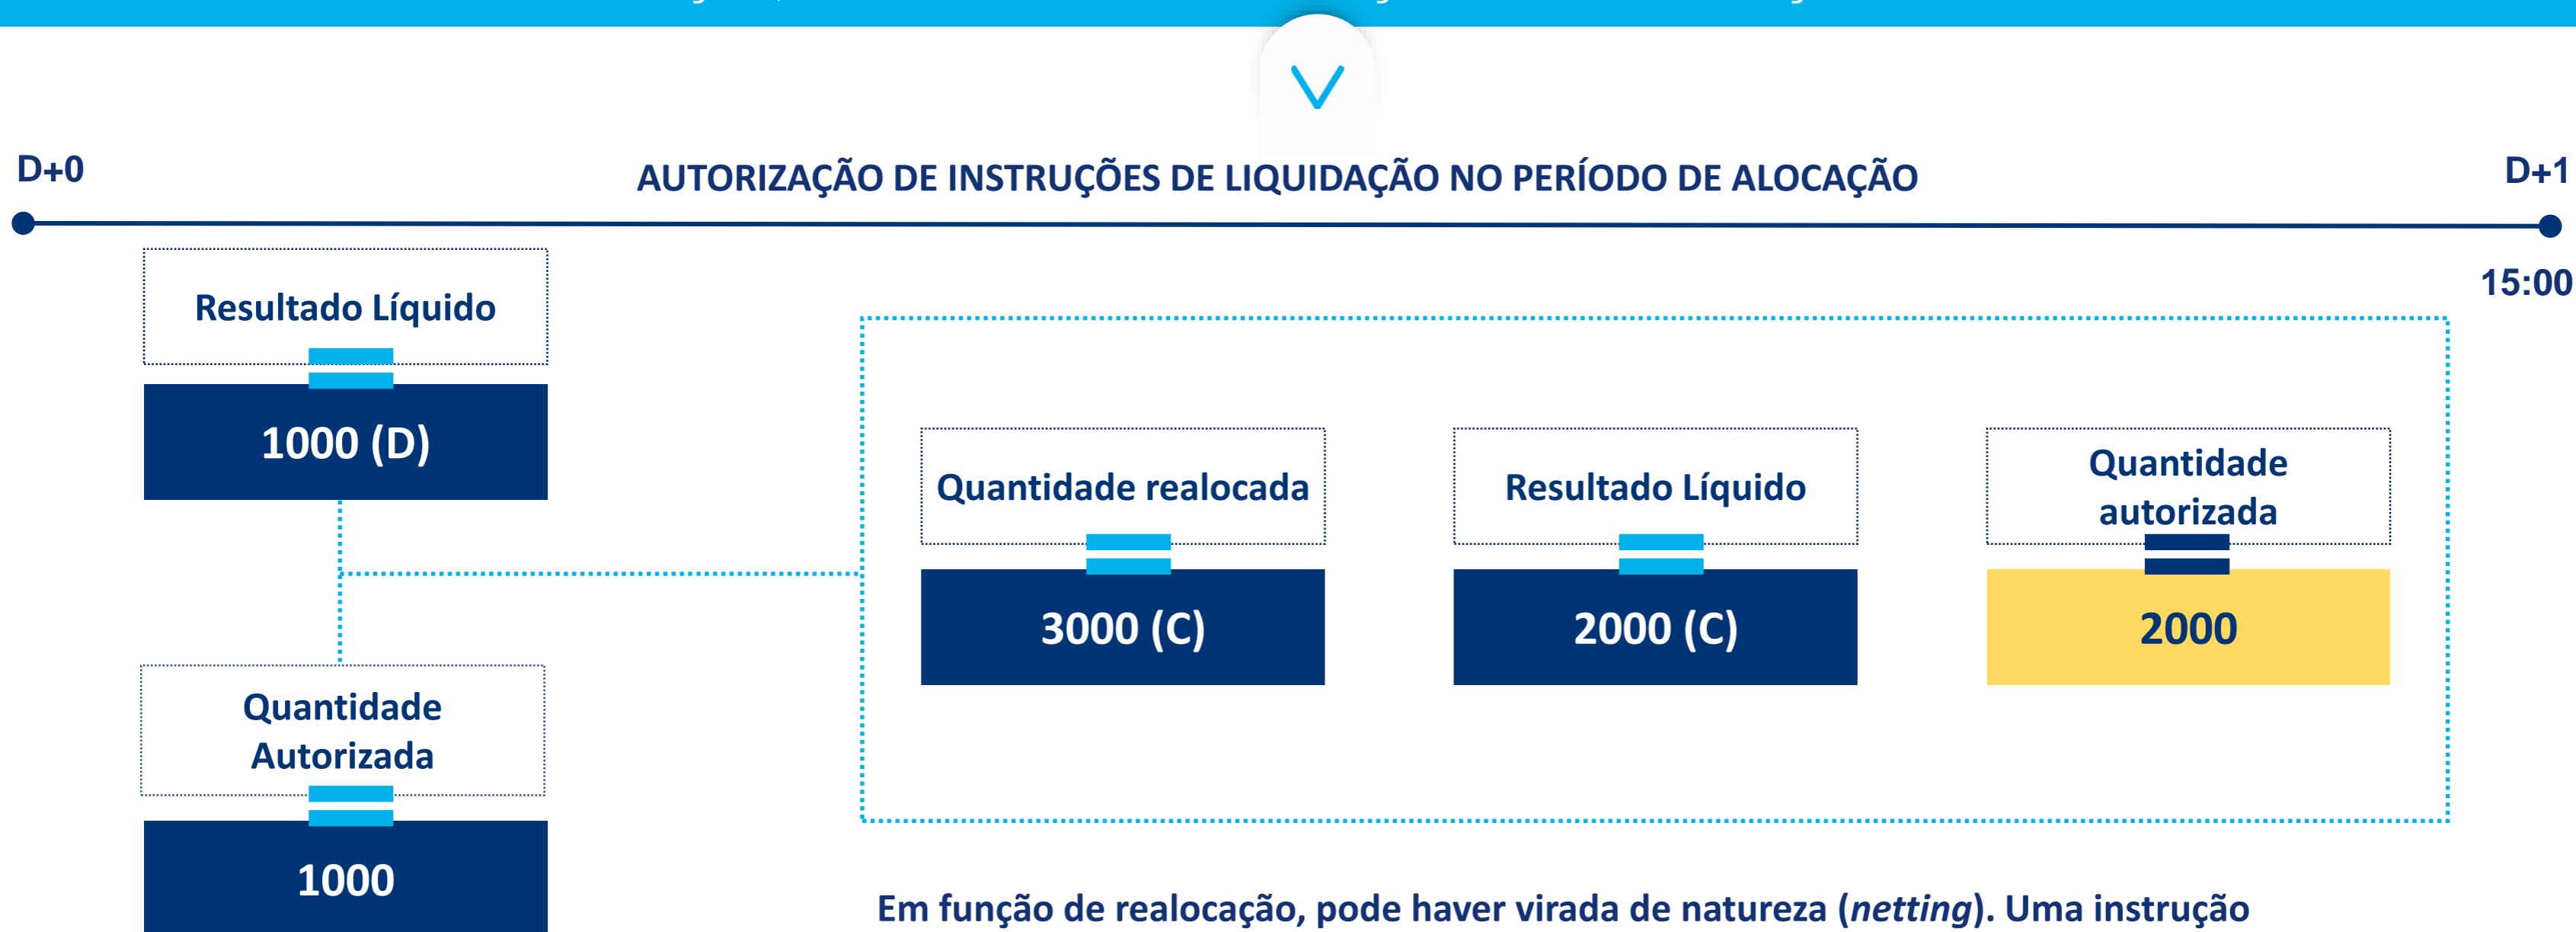 D+0
AUTORIZAÇÃO DE INSTRUÇÕES DE LIQUIDAÇÃO NO PERÍODO DE ALOCAÇÃO
D+1
15:00
Resultado Líquido
1000 (D)
Quantidade
Autorizada
1000
Quantidade realocada
3000 (C)
Resultado Líquido
2000 (C)
Quantidade
autorizada
2000
Em função de realocação, pode haver virada de natureza (netting). Uma instrução